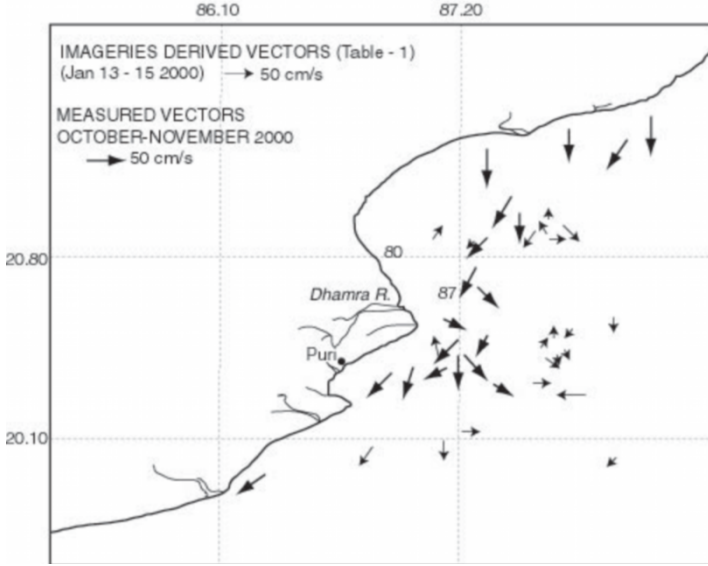 86.10 87.20
IMAGERIES DERIVED VECTORS (Table - 1)
(Jan 13 - 15 2000) 50 cm/s
MEASURED VECTORS
OCTOBER-NOVEMBER 2000
50 cm/s
80
20.80
Dhamra R. 87
Puri
20.10